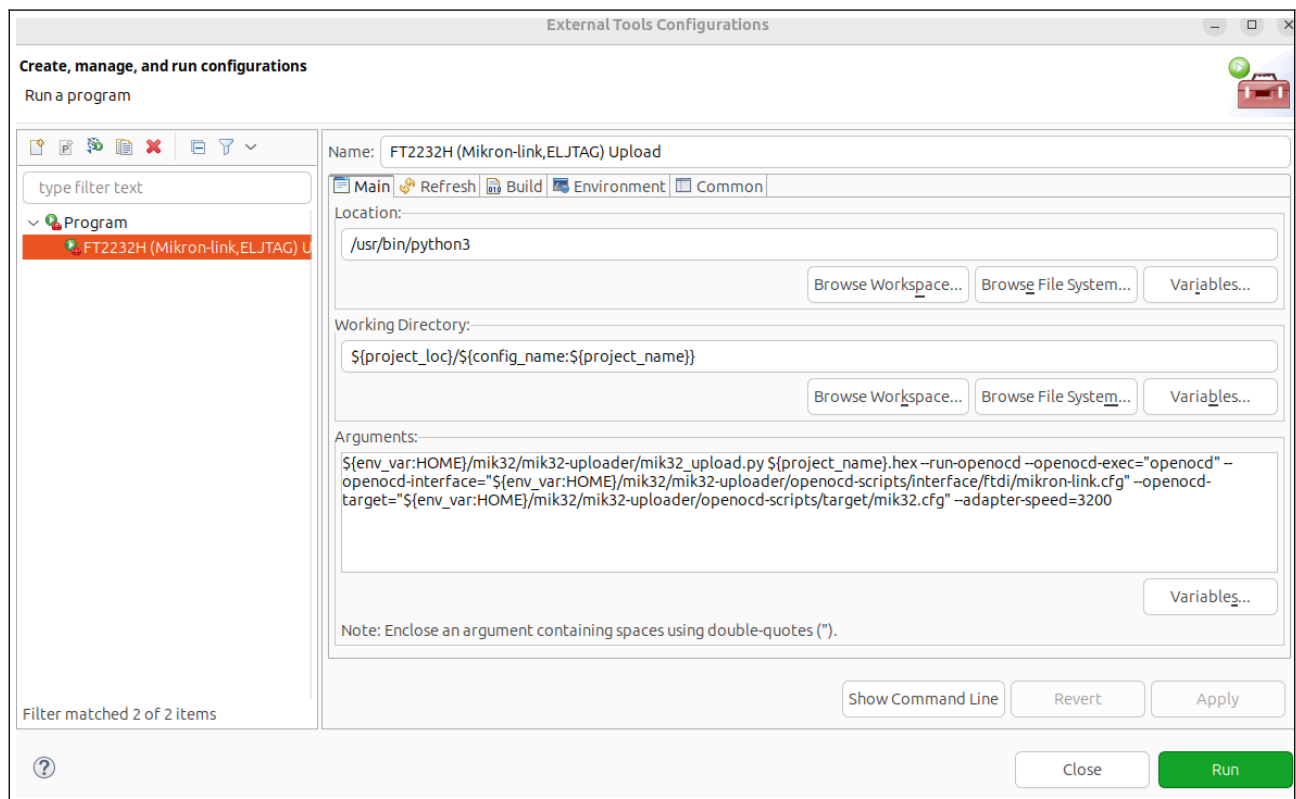 External Tools Configurations
Create, manage, and run configurations
Run a program
type filter text
Program
FT2232H (Mikron-link,ELJTAG) U
Filter matched 2 of 2 items
Name: FT2232H (Mikron-link,ELJTAG) Upload
Main Refresh Build Environment Common
Location:
/usr/bin/python3
Browse Workspace... Browse File System... Variables...
Working Directory:
${project_loc}/${config_name:${project_name}}
Browse Workspace... Browse File System... Variables...
Arguments:
${env_var:HOME}/mik32/mik32-uploader/mik32_upload.py ${project_name}.hex --run-openocd --openocd-exec="openocd" --
openocd-interface="${env_var:HOME}/mik32/mik32-uploader/openocd-scripts/interface/ftdi/mikron-link.cfg" --openocd-
target="${env_var:HOME}/mik32/mik32-uploader/openocd-scripts/target/mik32.cfg" --adapter-speed=3200
Variables...
Note: Enclose an argument containing spaces using double-quotes (").
Show Command Line Revert Apply
Close Run